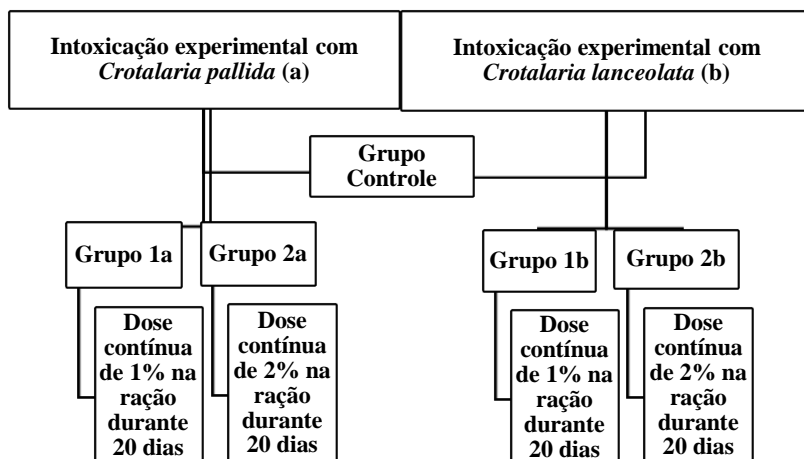 Intoxicação experimental com
Crotalaria pallida (a)
Intoxicação experimental com
Crotalaria lanceolata (b)
Grupo
Controle
Grupo 1a
Grupo 2a
Grupo 1b
Grupo 2b
Dose
contínua
de 1% na
ração
durante
20 dias
Dose
contínua
de 2% na
ração
durante
20 dias
Dose
contínua
de 1% na
ração
durante
20 dias
Dose
contínua
de 2% na
ração
durante
20 dias